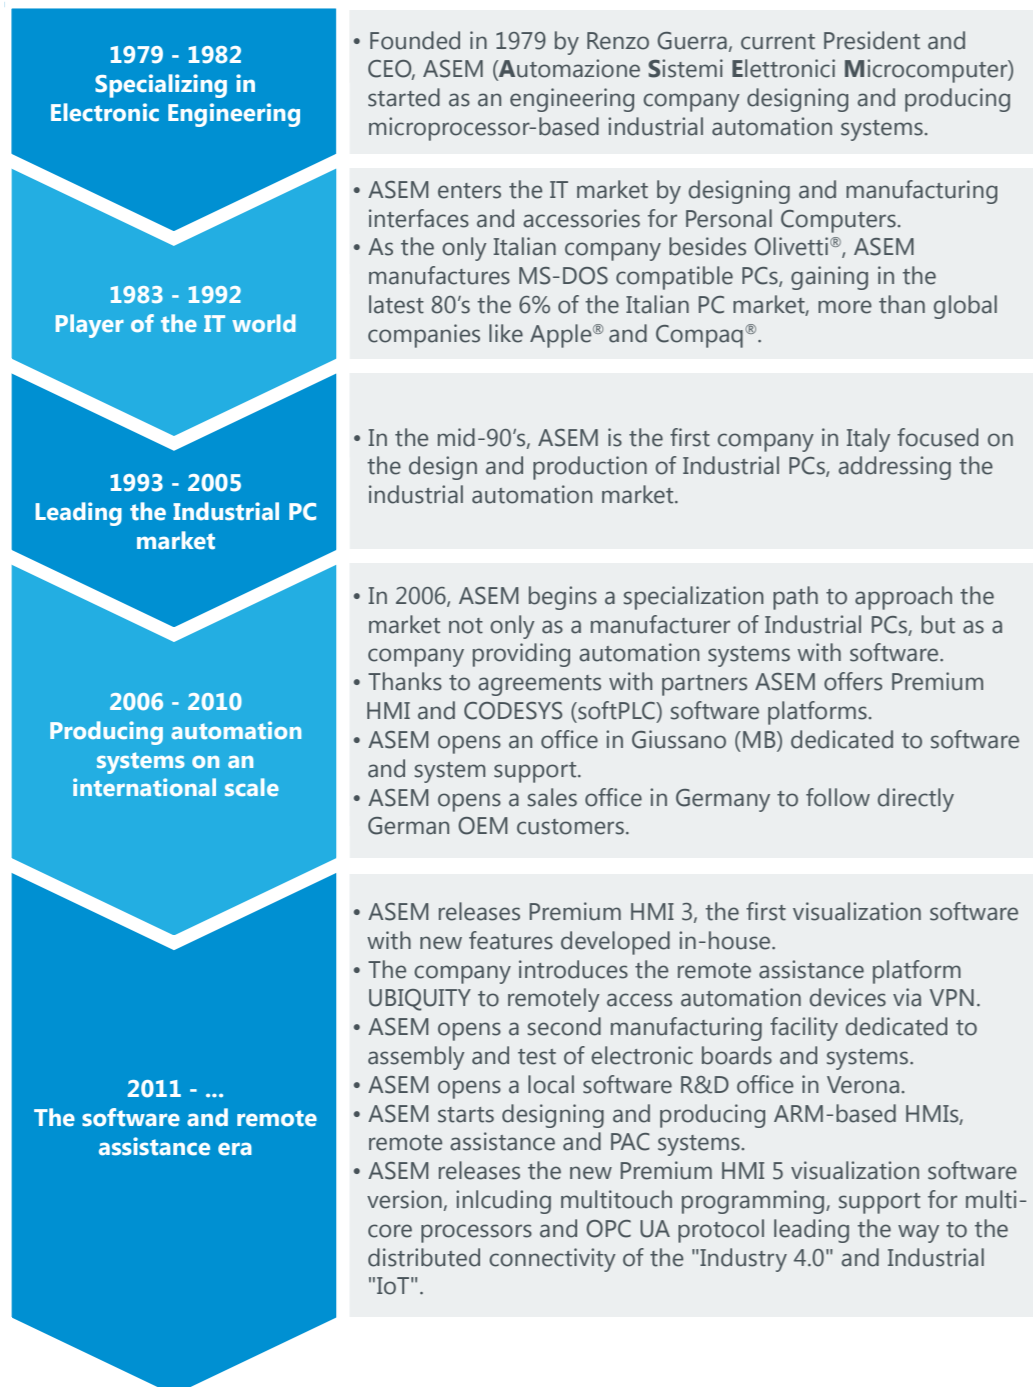 1979 - 1982
Specializing in
Electronic Engineering
• Founded in 1979 by Renzo Guerra, current President and
CEO, ASEM (Automazione Sistemi Elettronici Microcomputer)
started as an engineering company designing and producing
microprocessor-based industrial automation systems.
1983 - 1992
Player of the IT world
• ASEM enters the IT market by designing and manufacturing
interfaces and accessories for Personal Computers.
• As the only Italian company besides Olivetti®, ASEM
manufactures MS-DOS compatible PCs, gaining in the
latest 80’s the 6% of the Italian PC market, more than global
companies like Apple® and Compaq®.
1993 - 2005
Leading the Industrial PC
market
• In the mid-90’s, ASEM is the first company in Italy focused on
the design and production of Industrial PCs, addressing the
industrial automation market.
2006 - 2010
Producing automation
systems on an
international scale
• In 2006, ASEM begins a specialization path to approach the
market not only as a manufacturer of Industrial PCs, but as a
company providing automation systems with software.
• Thanks to agreements with partners ASEM offers Premium
HMI and CODESYS (softPLC) software platforms.
• ASEM opens an office in Giussano (MB) dedicated to software
and system support.
• ASEM opens a sales office in Germany to follow directly
German OEM customers.
2011 - ...
The software and remote
assistance era
• ASEM releases Premium HMI 3, the first visualization software
with new features developed in-house.
• The company introduces the remote assistance platform
UBIQUITY to remotely access automation devices via VPN.
• ASEM opens a second manufacturing facility dedicated to
assembly and test of electronic boards and systems.
• ASEM opens a local software R&D office in Verona.
• ASEM starts designing and producing ARM-based HMIs,
remote assistance and PAC systems.
• ASEM releases the new Premium HMI 5 visualization software
version, inlcuding multitouch programming, support for multi-
core processors and OPC UA protocol leading the way to the
distributed connectivity of the "Industry 4.0" and Industrial
"IoT".